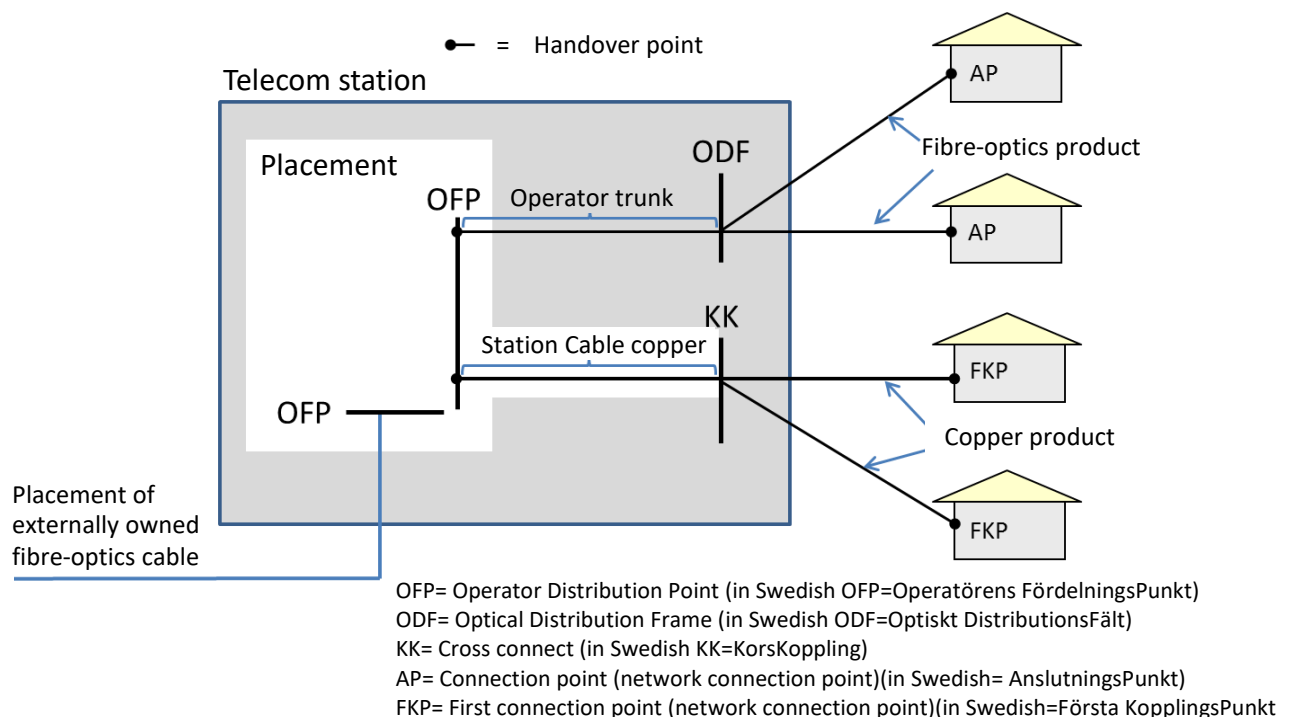 = Handover point
Telecom station
AP
Placement
ODF
Fibre-optics product
OFP
Operator trunk
AP
KK
Station Cable copper
FKP
OFP
Copper product
Placement of
externally owned
fibre-optics cable
FKP
OFP= Operator Distribution Point (in Swedish OFP=Operatörens FördelningsPunkt)
ODF= Optical Distribution Frame (in Swedish ODF=Optiskt DistributionsFält)
KK= Cross connect (in Swedish KK=KorsKoppling)
AP= Connection point (network connection point)(in Swedish= AnslutningsPunkt)
FKP= First connection point (network connection point)(in Swedish=Första KopplingsPunkt